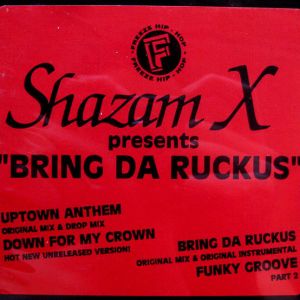 FREEZE HIP-HOP
F
FREEZE HIP-HOP
Shazam X
presents
"BRING DA RUCKUS"
UPTOWN ANTHEM
ORIGINAL MIX & DROP MIX
DOWN FOR MY CROWN
HOT NEW UNRELEASED VERSION!
BRING DA RUCKUS
ORIGINAL MIX & ORIGINAL INSTRUMENTAL
FUNKY GROOVE
PART 2